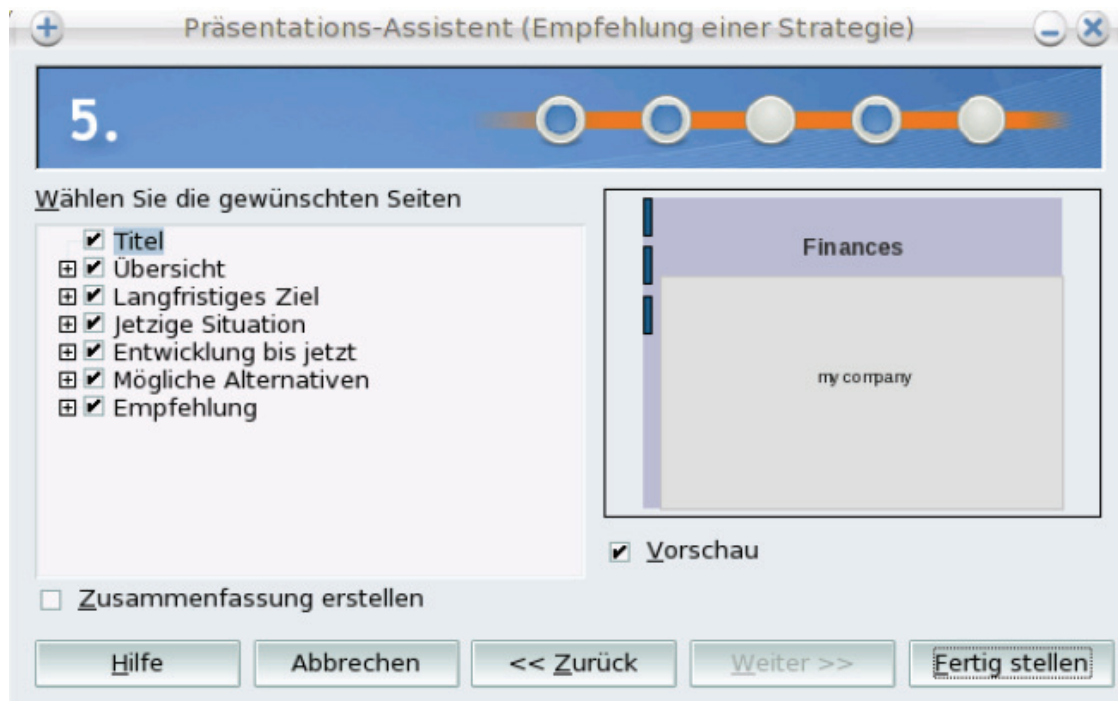 Präsentations-Assistent (Empfehlung einer Strategie)
5.
Wählen Sie die gewünschten Seiten
Titel
Übersicht
Langfristiges Ziel
Jetzige Situation
Entwicklung bis jetzt
Mögliche Alternativen
Empfehlung
Finances
my company
Vorschau
Zusammenfassung erstellen
Hilfe
Abbrechen
<< Zurück
Weiter >>
Fertig stellen